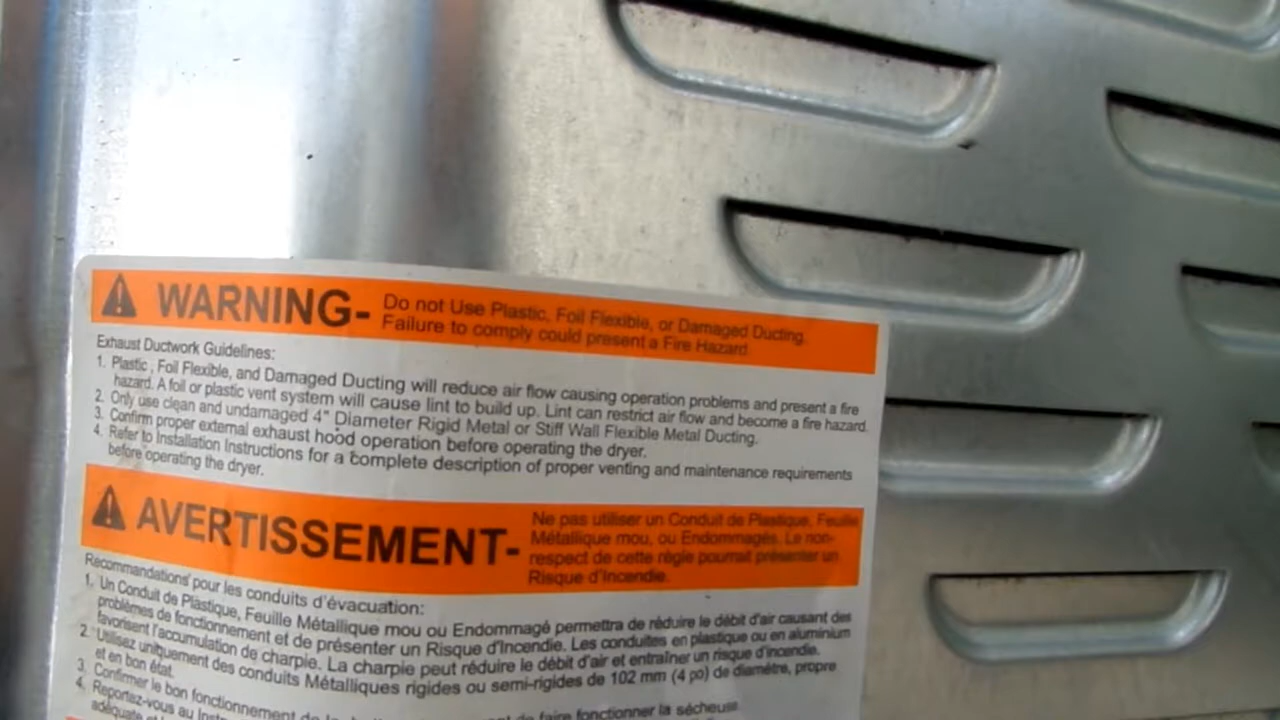 WARNING- Do not Use Plastic, Foil Flexible, or Damaged Ducting.
Failure to comply could present a Fire Hazard
Exhaust Ductwork Guidelines:
1. Plastic, Foil Flexible, and Damaged Ducting will reduce air flow causing operation problems and present a fire
hazard. A foil or plastic vent system will cause lint to build up. Lint can restrict air flow and become a fire hazard.
2. Only use clean and undamaged 4" Diameter Rigid Metal or Stiff Wall Flexible Metal Ducting.
3. Confirm proper external exhaust hood operation before operating the dryer.
4. Refer to Installation Instructions for a complete description of proper venting and maintenance requirements
before operating the dryer.
AVERTISSEMENT- Ne pas utiliser un Conduit de Plastique, Feuille
Métallique mou, ou Endommagés. Le non-
respect de cette règle pourrait présenter un
Risque d'Incendie.
Recommandations pour les conduits d'évacuation:
1. Un Conduit de Plastique, Feuille Métallique mou ou Endommagé permettra de réduire le débit d'air causant des
problèmes de fonctionnement et de présenter un Risque d'Incendie. Les conduites en plastique ou en aluminium
favorisent l'accumulation de charpie. La charpie peut réduire le débit d'air et entraîner un risque d'incendie.
2. Utilisez uniquement des conduits Métalliques rigides ou semi-rigides de 102 mm (4 po) de diamètre, propre
et en bon état.
3. Confirmer le bon fonctionnement de faire fonctionner la sécheuse
4. Reportez-vous au
adéquate